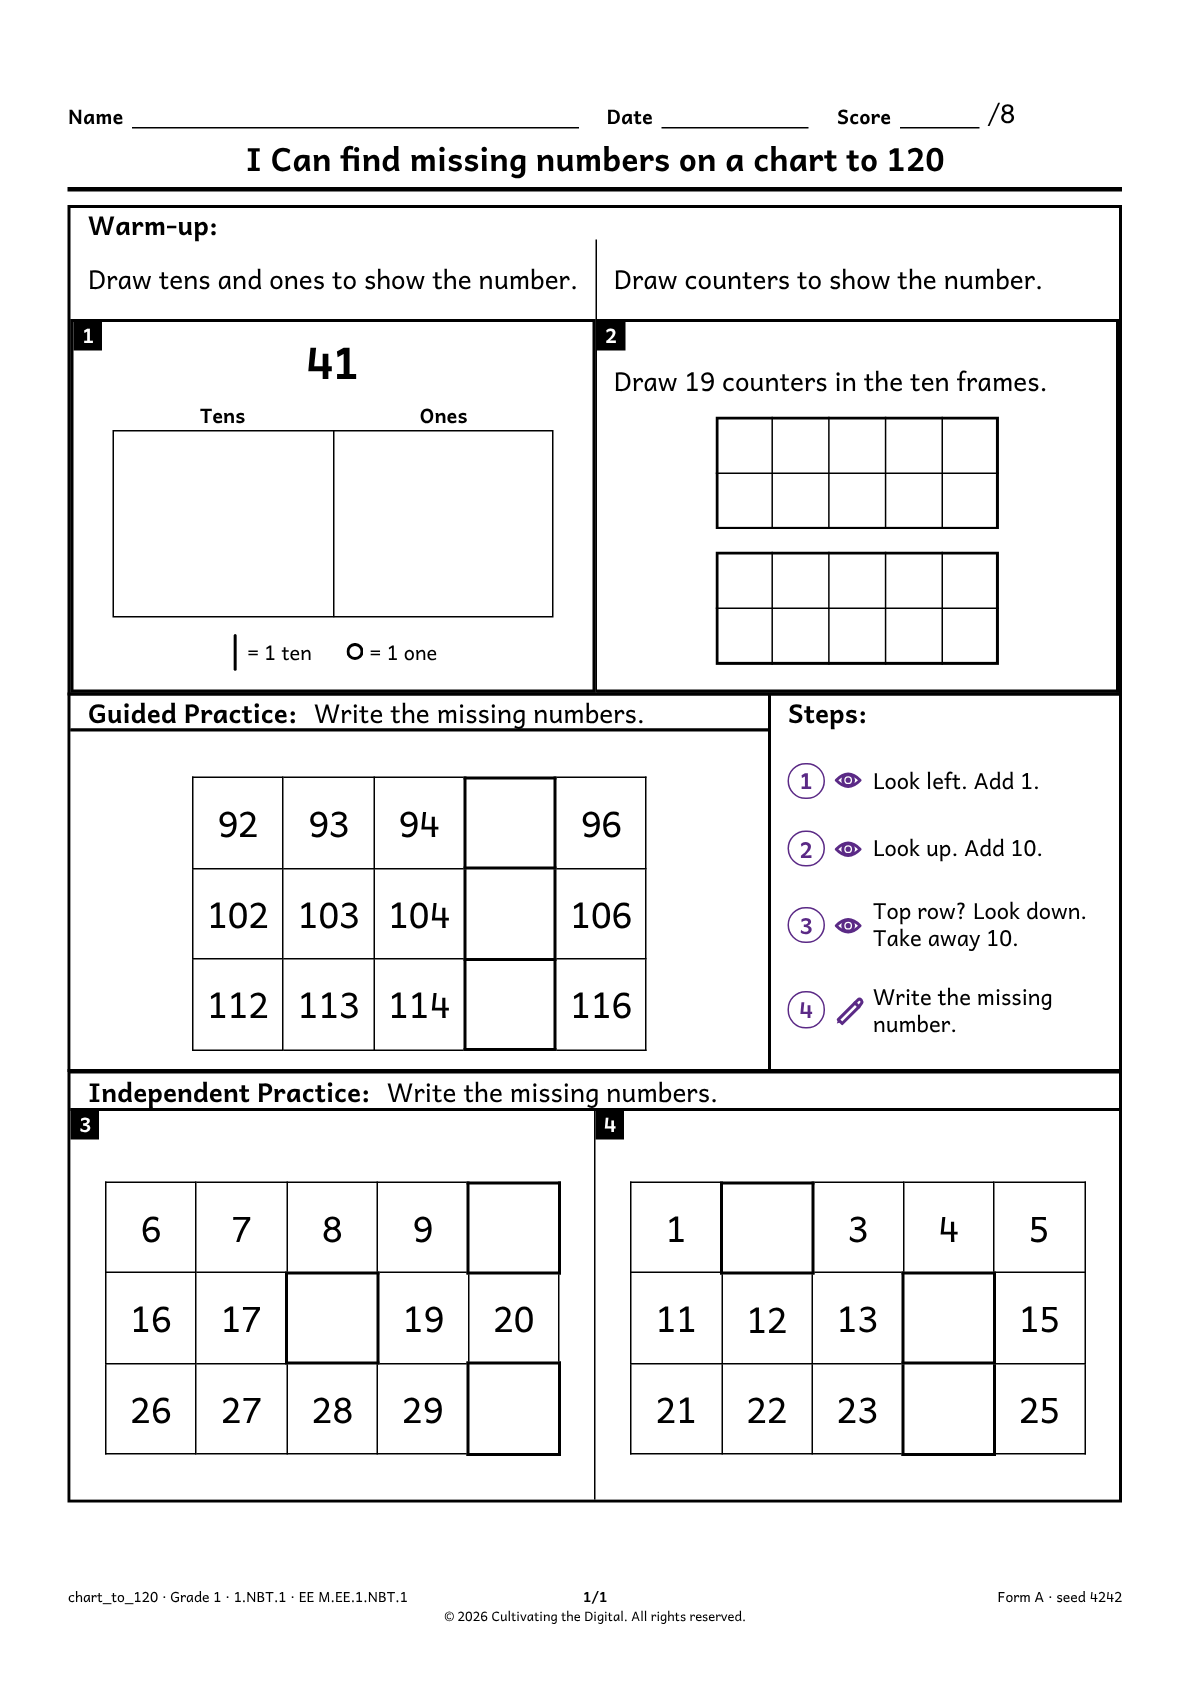 Name Date Score /8
I Can find missing numbers on a chart to 120
Warm-up:
Draw tens and ones to show the number.
Draw counters to show the number.
1
41
Tens Ones
= 1 ten = 1 one
2
Draw 19 counters in the ten frames.
Guided Practice: Write the missing numbers.
92 93 94 96
102 103 104 106
112 113 114 116
Steps:
1 Look left. Add 1.
2 Look up. Add 10.
3 Top row? Look down.
Take away 10.
4 Write the missing
number.
Independent Practice: Write the missing numbers.
3
6 7 8 9
16 17 19 20
26 27 28 29
4
1 3 4 5
11 12 13 15
21 22 23 25
chart_to_120 · Grade 1 · 1.NBT.1 · EE M.EE.1.NBT.1
1/1
Form A · seed 4242
© 2026 Cultivating the Digital. All rights reserved.